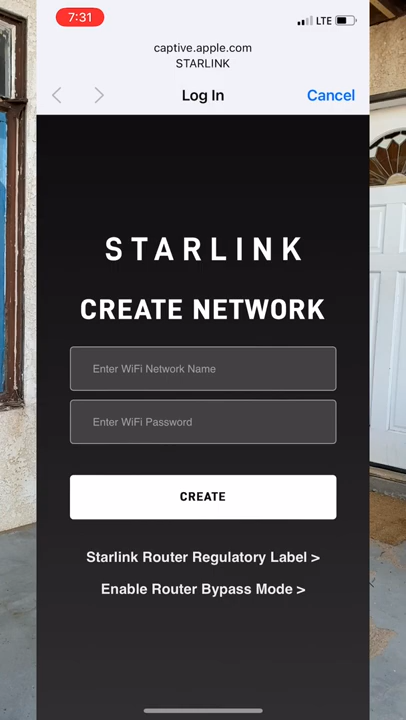 7:31
LTE
captive.apple.com
STARLINK
Log In
Cancel
STARLINK
CREATE NETWORK
Enter WiFi Network Name
Enter WiFi Password
CREATE
Starlink Router Regulatory Label >
Enable Router Bypass Mode >